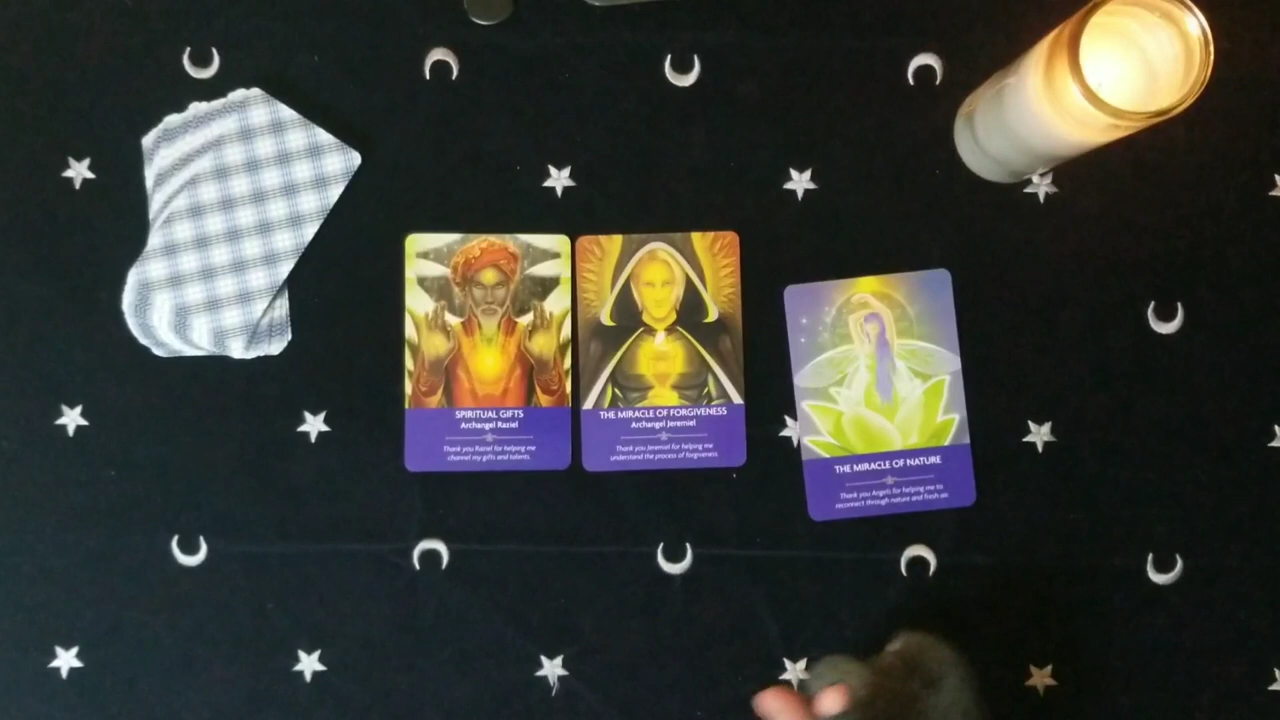 SPIRITUAL GIFTS
Archangel Raziel
Thank you Raziel for helping me
channel my gifts and talents.
THE MIRACLE OF FORGIVENESS
Archangel Jeremiel
Thank you Jeremiel for helping me
understand the process of forgiveness.
THE MIRACLE OF NATURE
Thank you Angels for helping me to
reconnect through nature and fresh air.